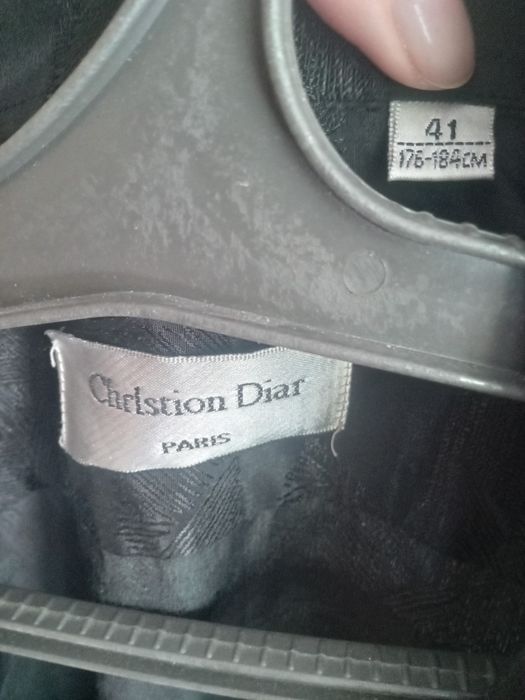 41
176-184CM
Chrlstion Diar
PARIS